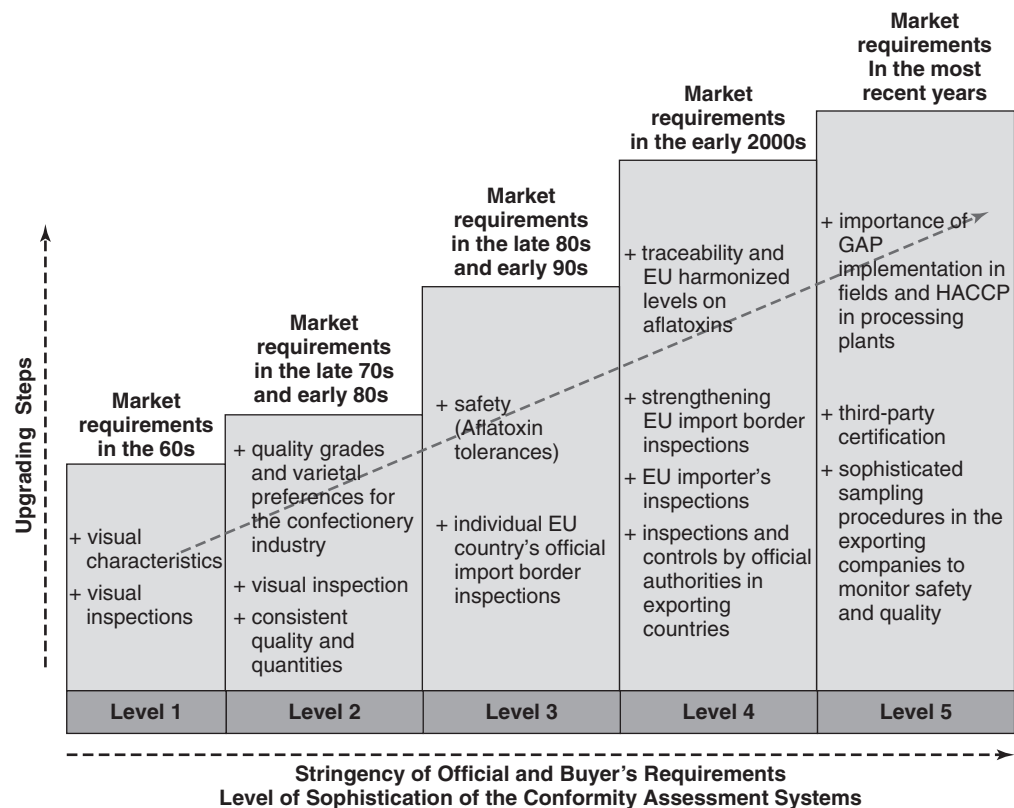 Market
requirements
in the 60s
+ visual
characteristics
+ visual
inspections
Level 1
Market
requirements
in the late 70s
and early 80s
+ quality grades
and varietal
preferences for
the confectionery
industry
+ visual inspection
+ consistent
quality and
quantities
Level 2
Market
requirements
in the late 80s
and early 90s
+ safety
(Aflatoxin
tolerances)
+ individual EU
country's official
import border
inspections
Level 3
Market
requirements
in the early 2000s
+ traceability and
EU harmonized
levels on
aflatoxins
+ strengthening
EU import border
inspections
+ EU importer's
inspections
+ inspections and
controls by official
authorities in
exporting
countries
Level 4
Market
requirements
In the most
recent years
+ importance of
GAP
implementation in
fields and HACCP
in processing
plants
+ third-party
certification
+ sophisticated
sampling
procedures in the
exporting
companies to
monitor safety
and quality
Level 5
Upgrading Steps
Stringency of Official and Buyer's Requirements
Level of Sophistication of the Conformity Assessment Systems